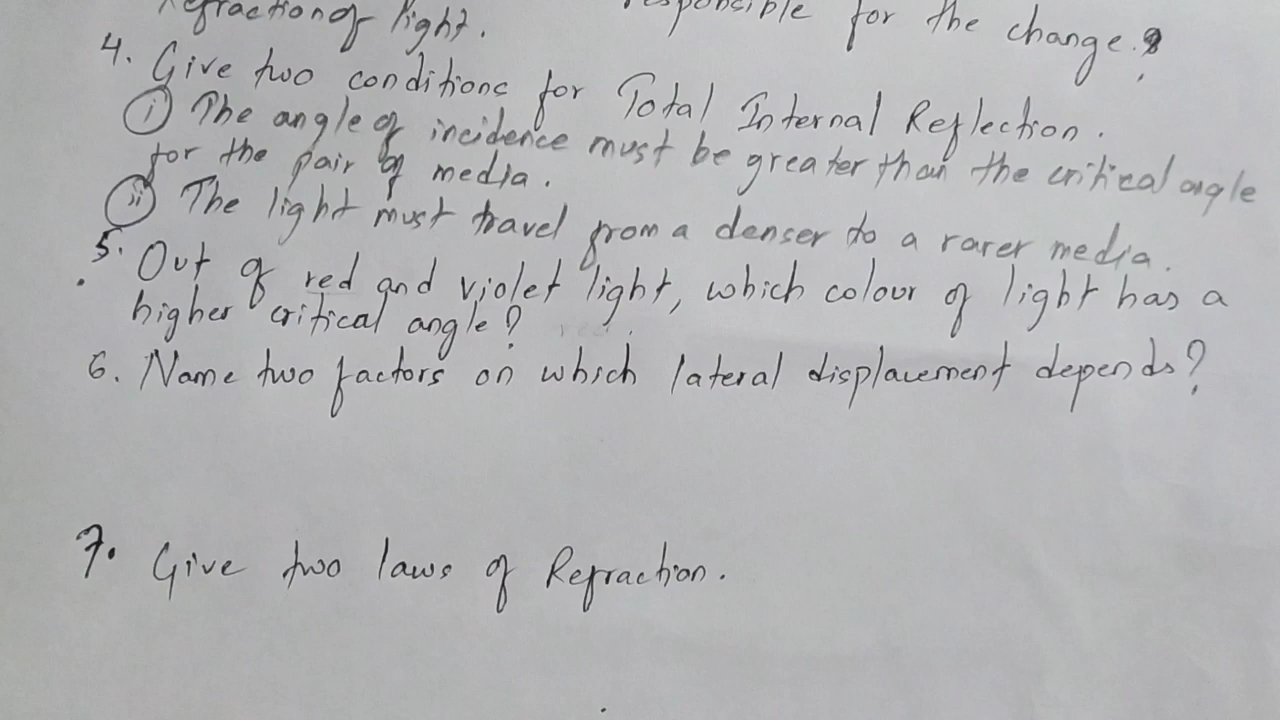 Refraction of light. responsible for the change.?
4. Give two conditions for Total Internal Reflection.
(i) The angle of incidence must be greater than the critical angle
for the pair of media.
(ii) The light must travel from a denser to a rarer media.
5. Out of red and violet light, which colour of light has a
higher critical angle? red.
6. Name two factors on which lateral displacement depends?
7. Give two laws of Refraction.